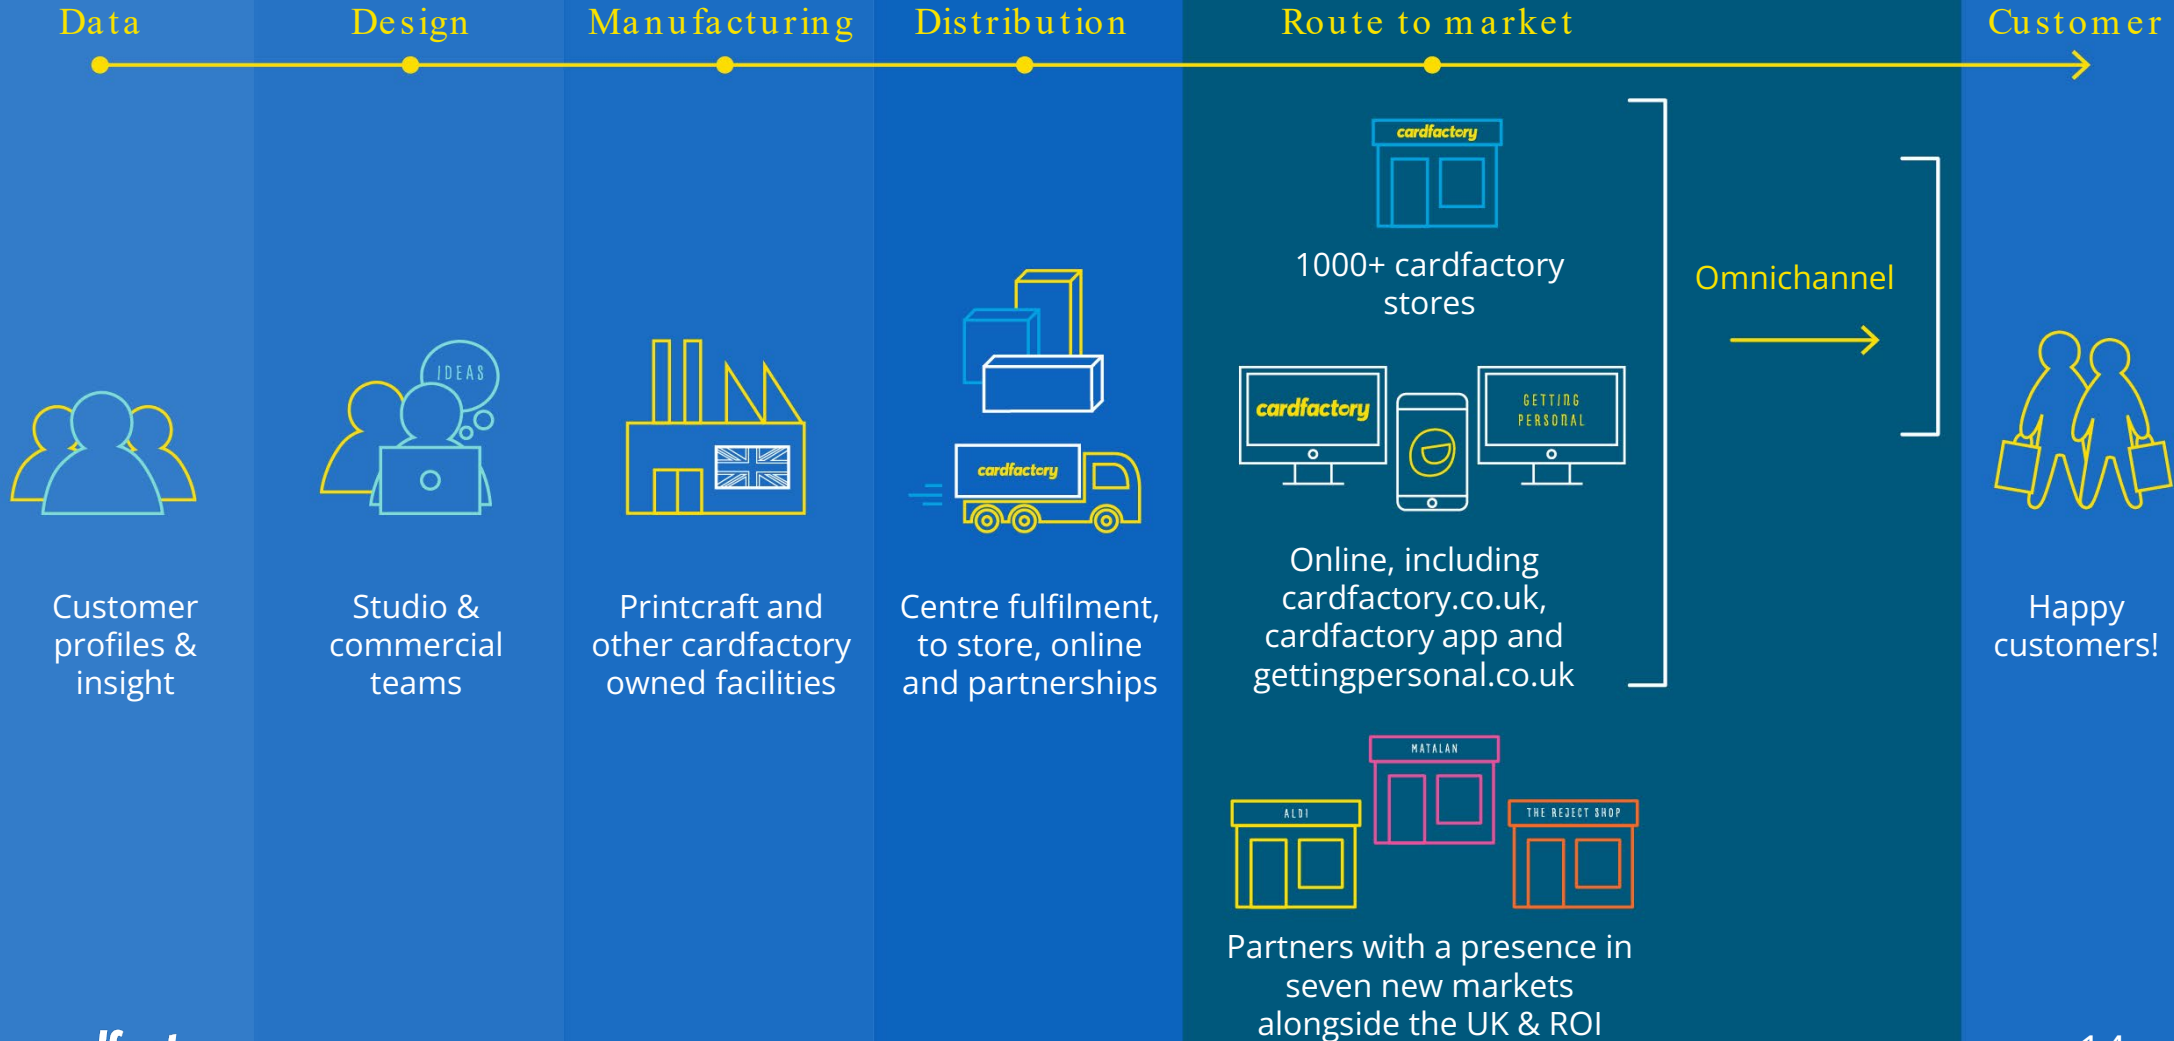 Data
Design
Manufacturing
Distribution
Route to market
Customer
Customer
profiles &
insight
IDEAS
Studio &
commercial
teams
Printcraft and
other cardfactory
owned facilities
cardfactory
Centre fulfilment,
to store, online
and partnerships
cardfactory
1000+ cardfactory
stores
cardfactory
GETTING
PERSONAL
Online, including
cardfactory.co.uk,
cardfactory app and
gettingpersonal.co.uk
Omnichannel
MATALAN
ALDI
THE REJECT SHOP
Partners with a presence in
seven new markets
alongside the UK & ROI
Happy
customers!